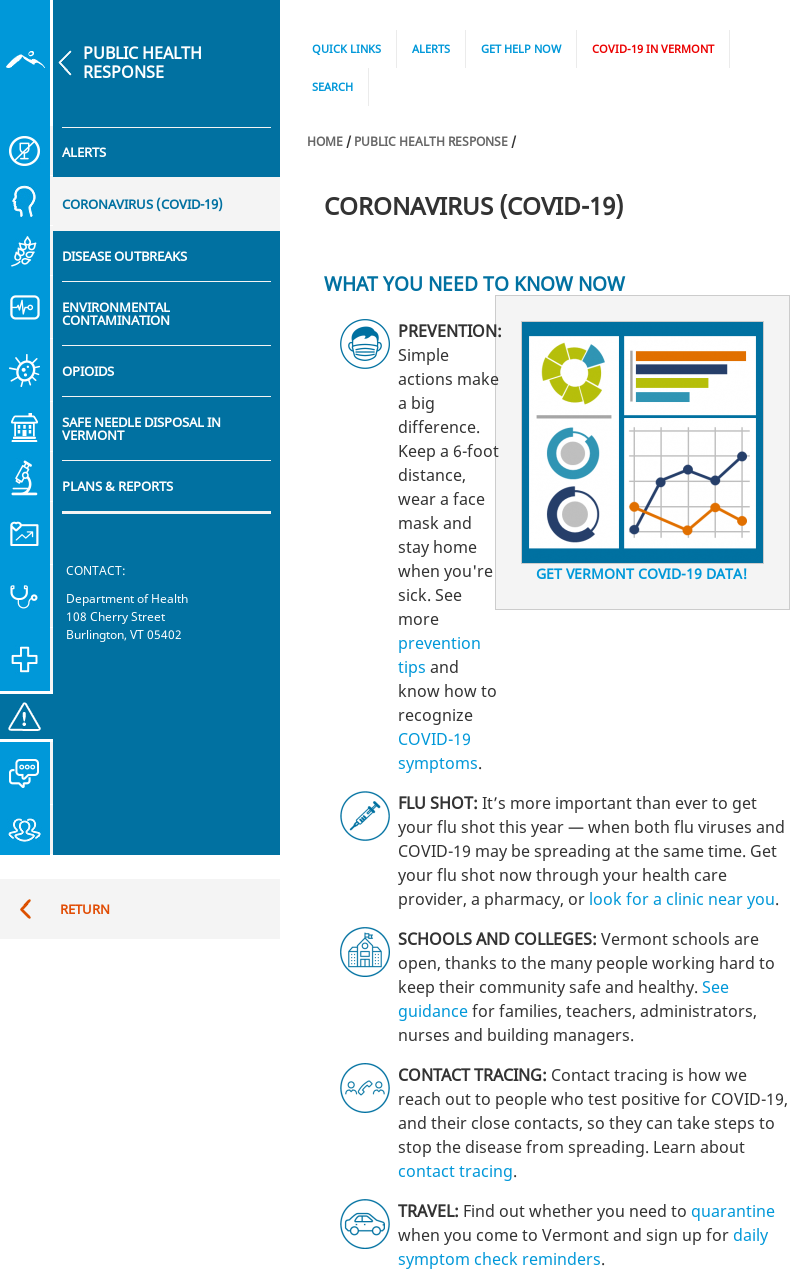 PUBLIC HEALTH
RESPONSE
ALERTS
CORONAVIRUS (COVID-19)
DISEASE OUTBREAKS
ENVIRONMENTAL
CONTAMINATION
OPIOIDS
SAFE NEEDLE DISPOSAL IN
VERMONT
PLANS & REPORTS
CONTACT:
Department of Health
108 Cherry Street
Burlington, VT 05402
RETURN
QUICK LINKS
ALERTS
GET HELP NOW
COVID-19 IN VERMONT
SEARCH
HOME / PUBLIC HEALTH RESPONSE /
CORONAVIRUS (COVID-19)
WHAT YOU NEED TO KNOW NOW
PREVENTION:
Simple
actions make
a big
difference.
Keep a 6-foot
distance,
wear a face
mask and
stay home
when you're
sick. See
more
prevention
tips and
know how to
recognize
COVID-19
symptoms.
GET VERMONT COVID-19 DATA!
FLU SHOT: It’s more important than ever to get
your flu shot this year — when both flu viruses and
COVID-19 may be spreading at the same time. Get
your flu shot now through your health care
provider, a pharmacy, or look for a clinic near you.
SCHOOLS AND COLLEGES: Vermont schools are
open, thanks to the many people working hard to
keep their community safe and healthy. See
guidance for families, teachers, administrators,
nurses and building managers.
CONTACT TRACING: Contact tracing is how we
reach out to people who test positive for COVID-19,
and their close contacts, so they can take steps to
stop the disease from spreading. Learn about
contact tracing.
TRAVEL: Find out whether you need to quarantine
when you come to Vermont and sign up for daily
symptom check reminders.